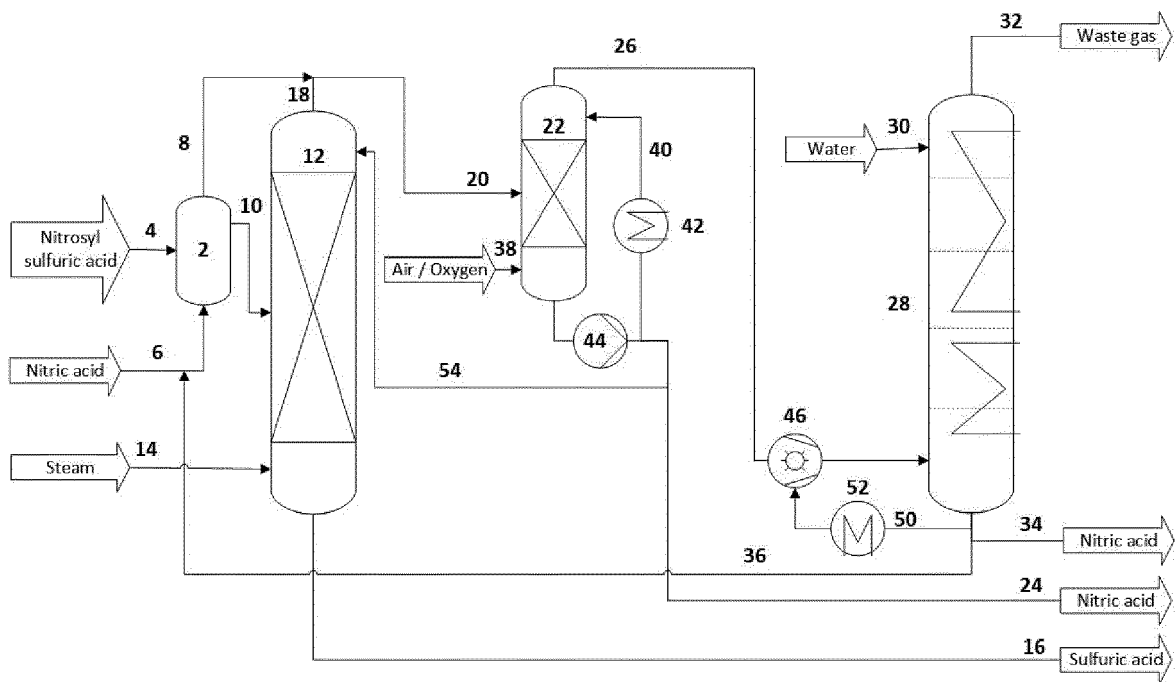 32
Waste gas
26
18
8
22
12
30
Water
40
20
10
4
Nitrosyl
sulfuric acid
2
42
38
Air / Oxygen
28
44
6
Nitric acid
54
46
14
Steam
52
50
34
Nitric acid
36
24
Nitric acid
16
Sulfuric acid